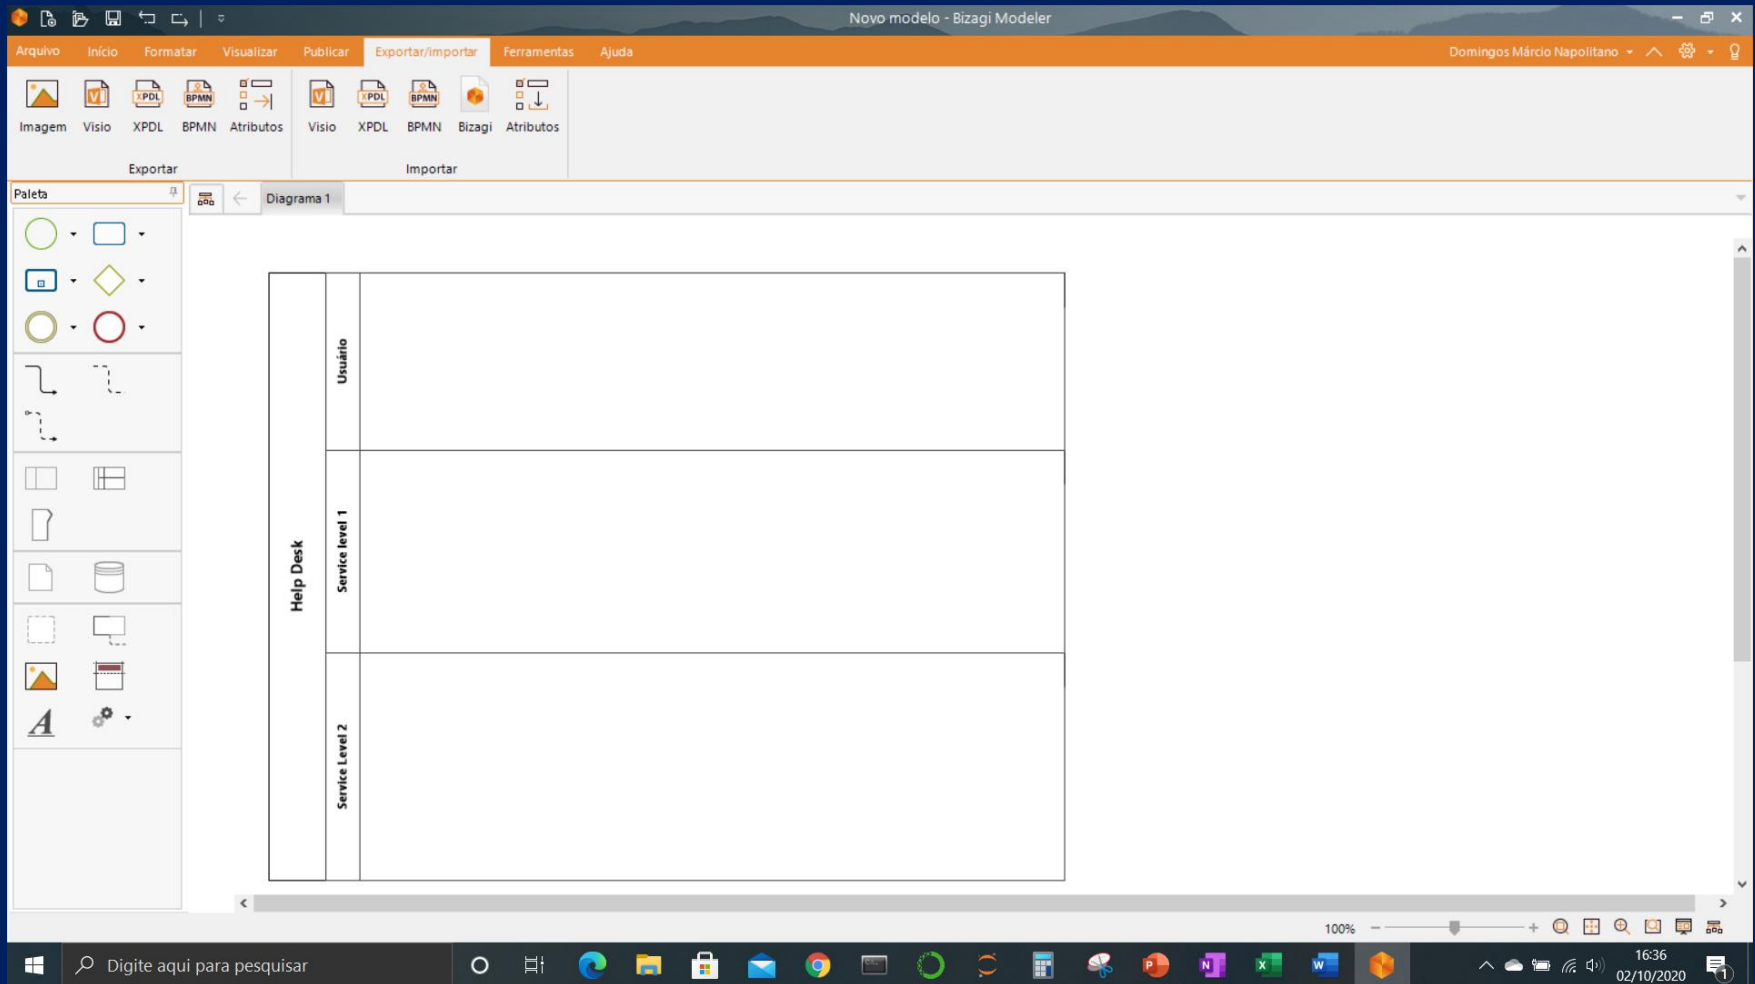 Novo modelo - Bizagi Modeler
Arquivo Início Formatar Visualizar Publicar Exportar/importar Ferramentas Ajuda Domingos Márcio Napolitano
Imagem Visio XPDL BPMN Atributos Visio XPDL BPMN Bizagi Atributos
Exportar Importar
Paleta
Diagrama 1
Help Desk
Usuário
Service level 1
Service Level 2
100%
Digite aqui para pesquisar
16:36
02/10/2020